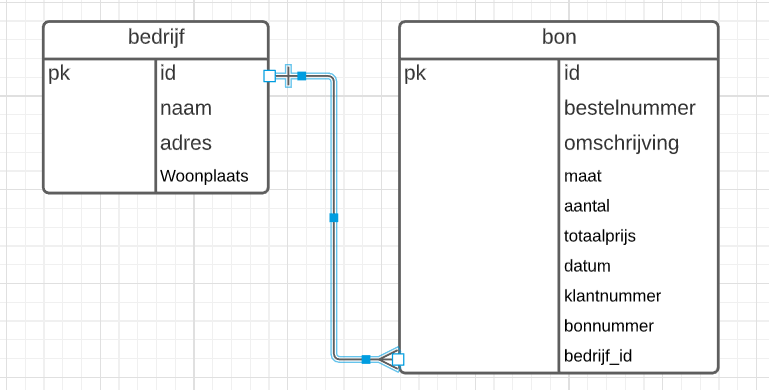 bedrijf
pk id
naam
adres
Woonplaats
bon
pk id
bestelnummer
omschrijving
maat
aantal
totaalprijs
datum
klantnummer
bonnummer
bedrijf_id